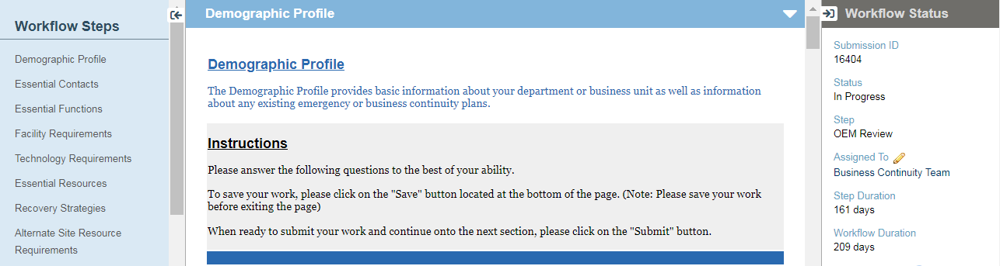 Workflow Steps
Demographic Profile
Essential Contacts
Essential Functions
Facility Requirements
Technology Requirements
Essential Resources
Recovery Strategies
Alternate Site Resource
Requirements
Demographic Profile
Demographic Profile
The Demographic Profile provides basic information about your department or business unit as well as information
about any existing emergency or business continuity plans.
Instructions
Please answer the following questions to the best of your ability.
To save your work, please click on the "Save" button located at the bottom of the page. (Note: Please save your work
before exiting the page)
When ready to submit your work and continue onto the next section, please click on the "Submit" button.
Workflow Status
Submission ID
16404
Status
In Progress
Step
OEM Review
Assigned To
Business Continuity Team
Step Duration
161 days
Workflow Duration
209 days